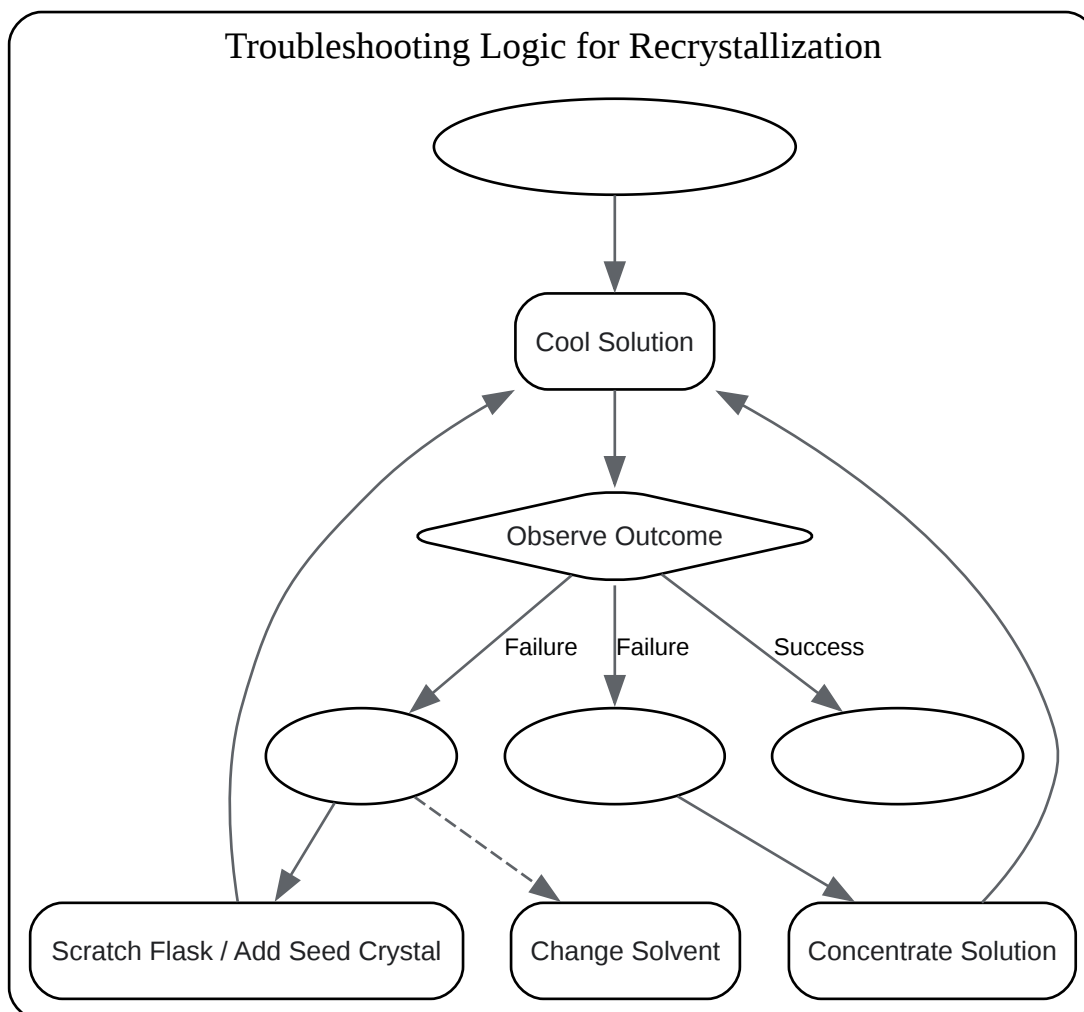 Troubleshooting Logic for Recrystallization
Cool Solution
Observe Outcome
Failure
Failure
Success
Scratch Flask / Add Seed Crystal
Change Solvent
Concentrate Solution